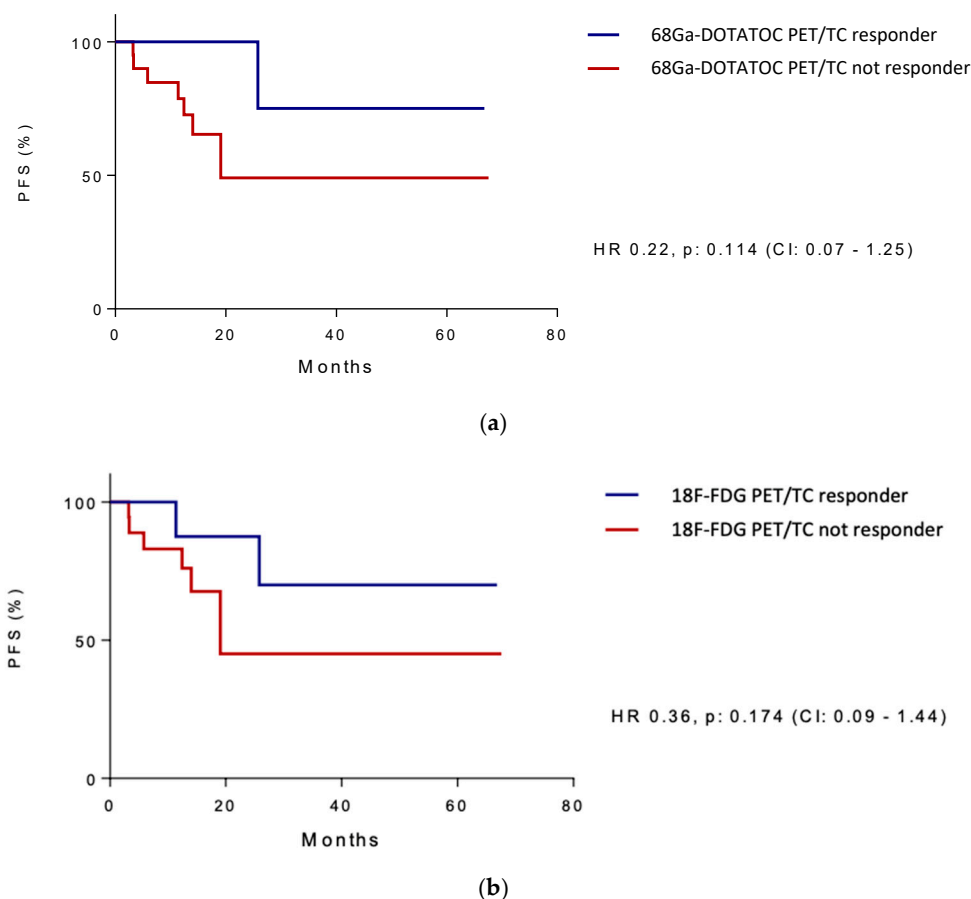 68Ga-DOTATOC PET/TC responder
68Ga-DOTATOC PET/TC not responder
100
50
0
PFS (%)
HR 0.22, p: 0.114 (CI: 0.07 - 1.25)
0 20 40 60 80
Months
(a)
18F-FDG PET/TC responder
18F-FDG PET/TC not responder
100
50
0
PFS (%)
HR 0.36, p: 0.174 (CI: 0.09 - 1.44)
0 20 40 60 80
Months
(b)